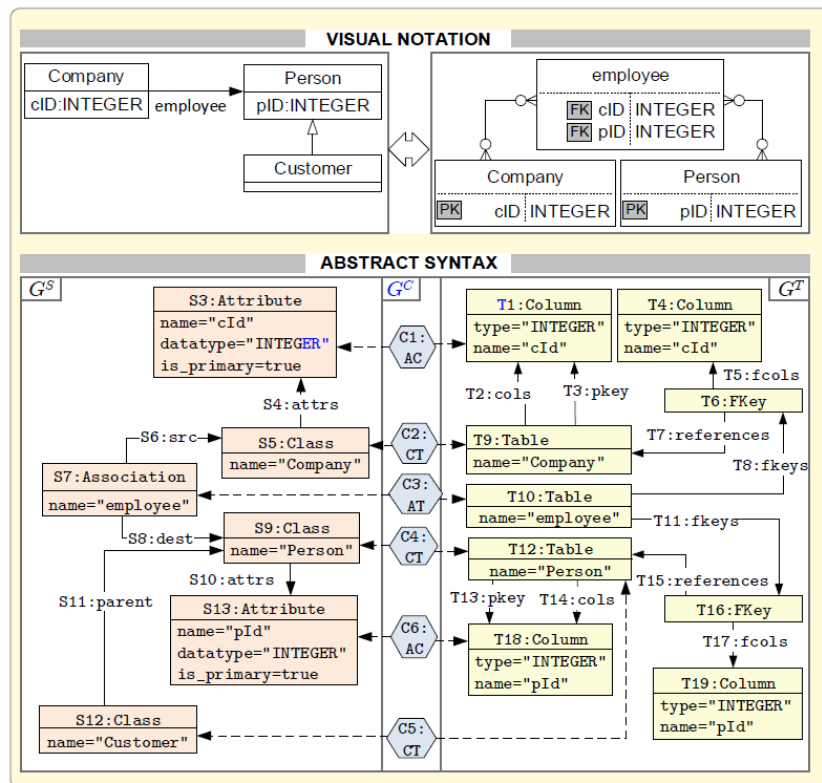 VISUAL NOTATION
Company
cID:INTEGER
employee
Person
pID:INTEGER
Customer
employee
FK cID INTEGER
FK pID INTEGER
Company
PK cID INTEGER
Person
PK pID INTEGER
ABSTRACT SYNTAX
G^S
G^C
G^T
S3:Attribute
name="cId"
datatype="INTEGER"
is_primary=true
C1:
AC
T1:Column
type="INTEGER"
name="cId"
T4:Column
type="INTEGER"
name="cId"
S4:attrs
T2:cols
T3:pkey
T5:fcols
T6:FKey
S6:src
S5:Class
name="Company"
C2:
CT
T9:Table
name="Company"
T7:references
T8:fkeys
S7:Association
name="employee"
C3:
AT
T10:Table
name="employee"
T11:fkeys
S8:dest
S9:Class
name="Person"
C4:
CT
T12:Table
name="Person"
T15:references
S11:parent
S10:attrs
T13:pkey
T14:cols
T16:FKey
S13:Attribute
name="pId"
datatype="INTEGER"
is_primary=true
C6:
AC
T18:Column
type="INTEGER"
name="pId"
T17:fcols
T19:Column
type="INTEGER"
name="pId"
S12:Class
name="Customer"
C5:
CT